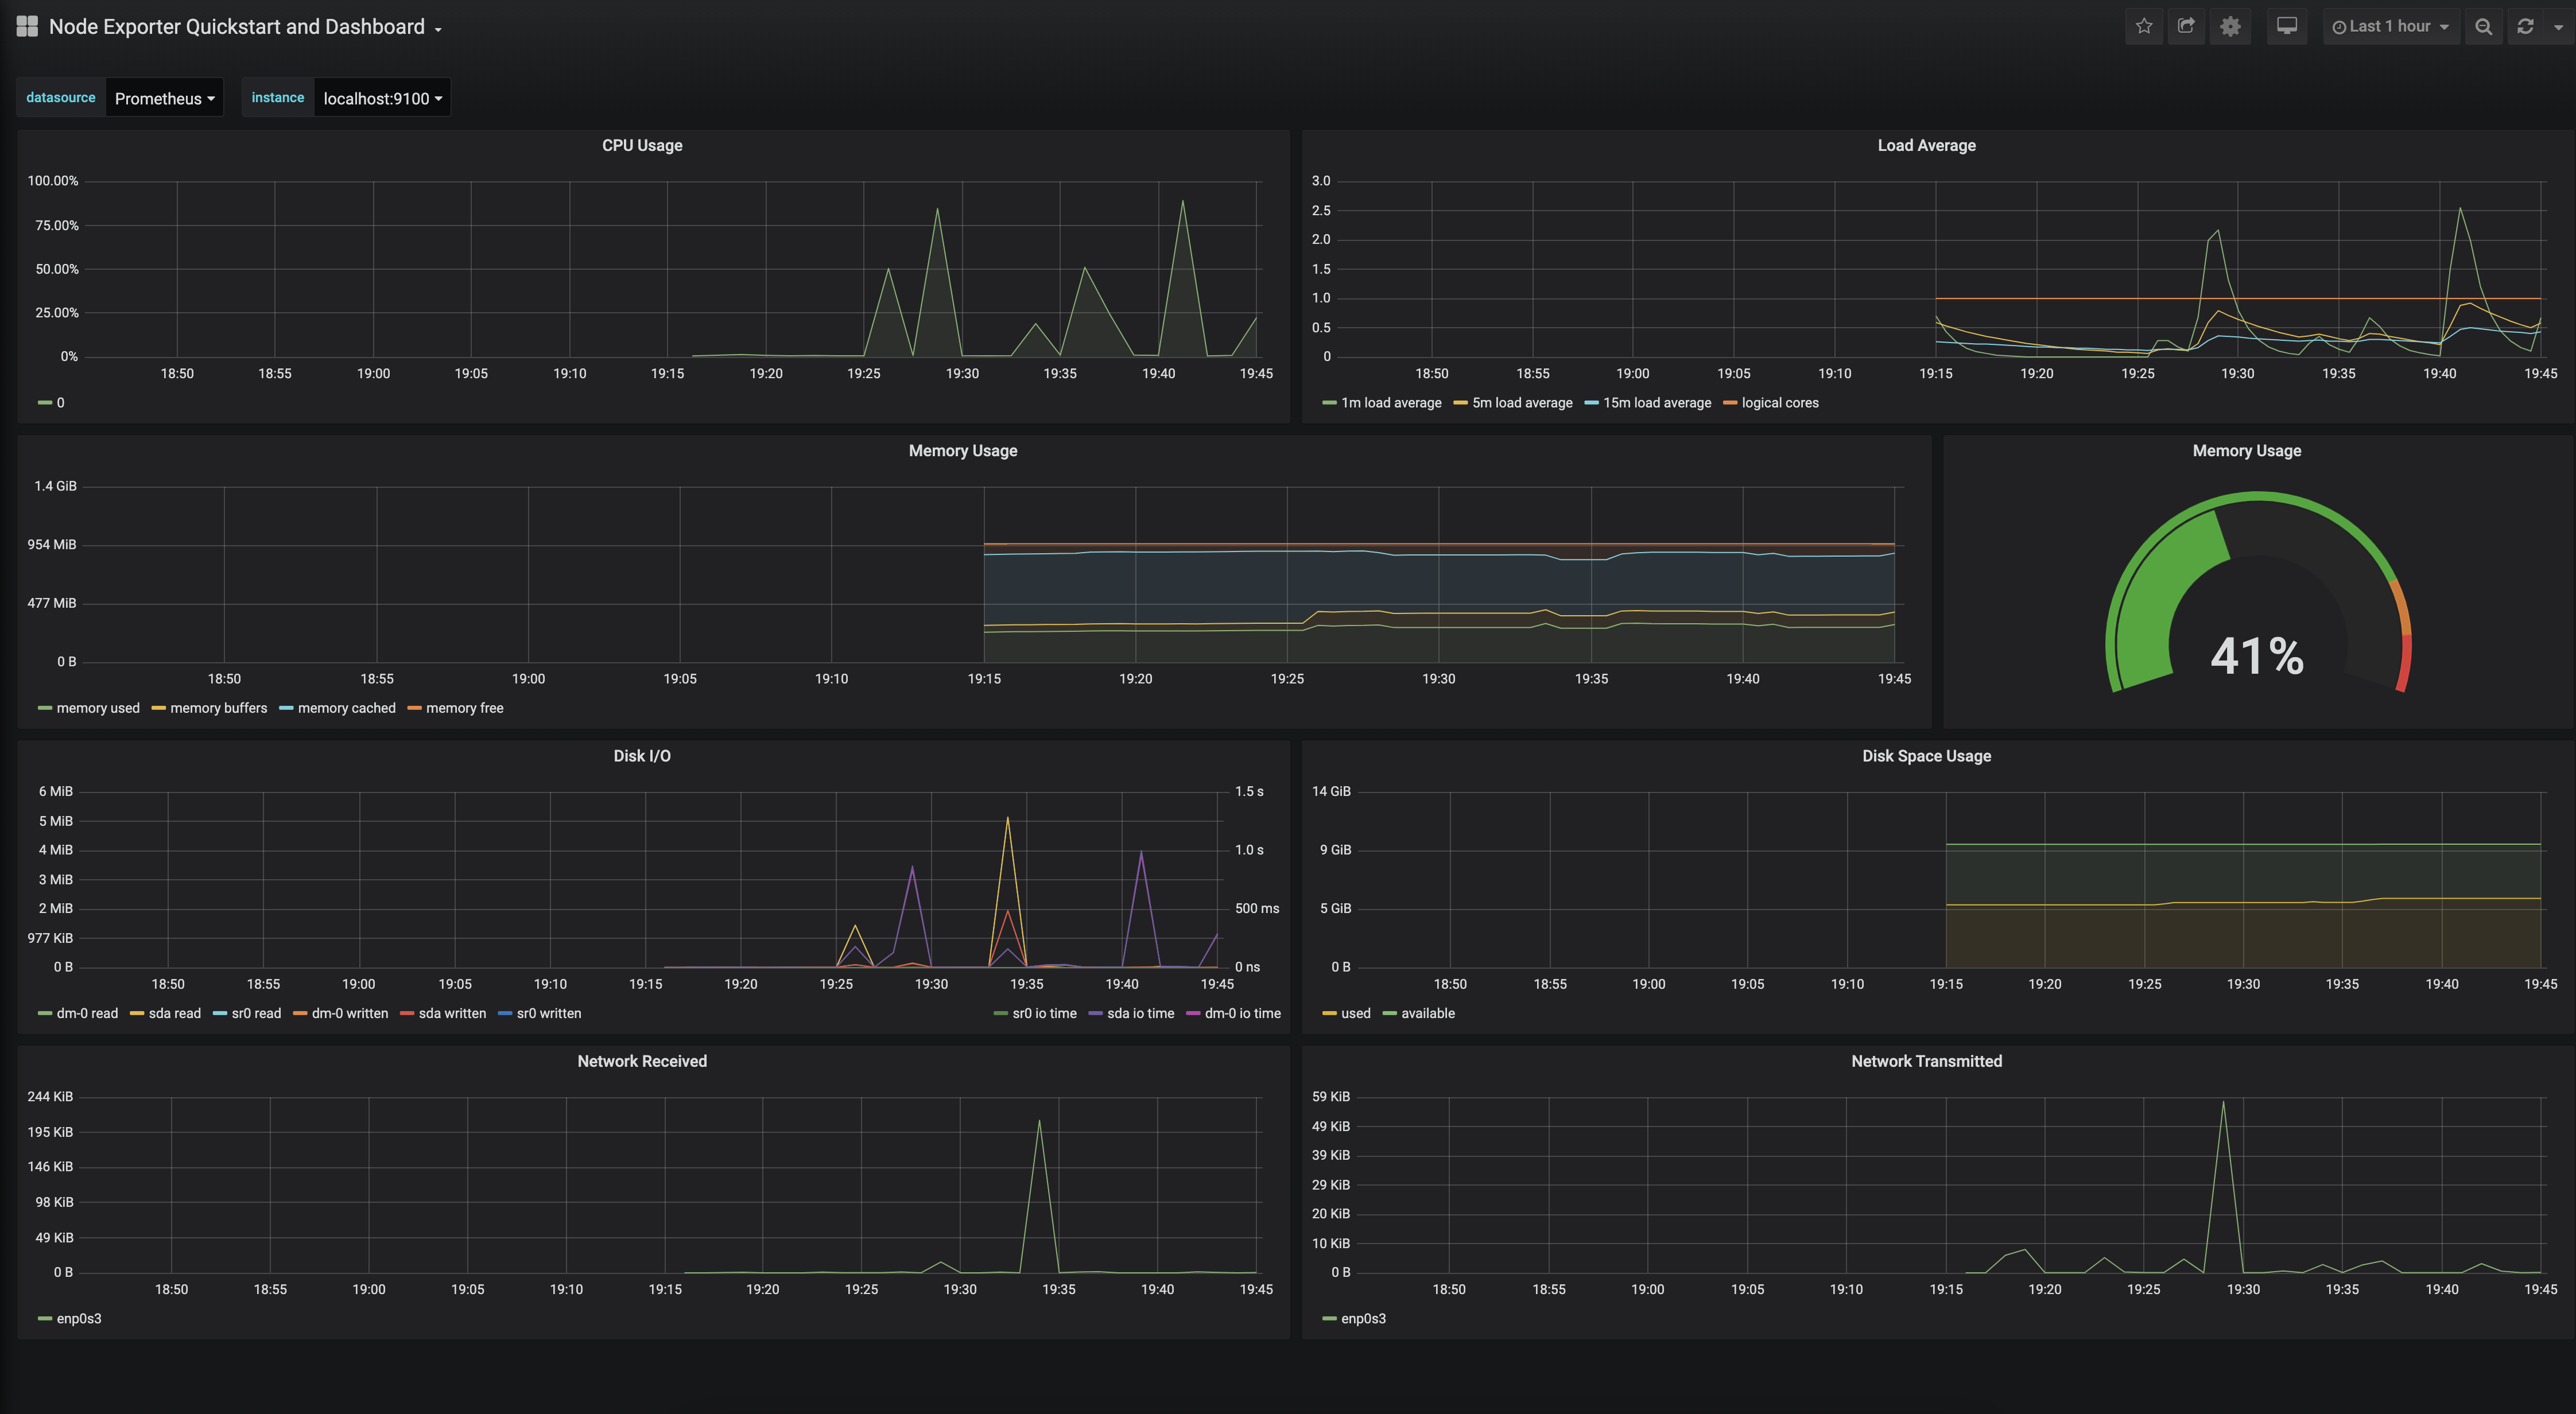 Node Exporter Quickstart and Dashboard
Last 1 hour
datasource Prometheus instance localhost:9100
CPU Usage
100.00%
75.00%
50.00%
25.00%
0%
18:50 18:55 19:00 19:05 19:10 19:15 19:20 19:25 19:30 19:35 19:40 19:45
0
Load Average
3.0
2.5
2.0
1.5
1.0
0.5
0
18:50 18:55 19:00 19:05 19:10 19:15 19:20 19:25 19:30 19:35 19:40 19:45
1m load average 5m load average 15m load average logical cores
Memory Usage
1.4 GiB
954 MiB
477 MiB
0 B
18:50 18:55 19:00 19:05 19:10 19:15 19:20 19:25 19:30 19:35 19:40 19:45
memory used memory buffers memory cached memory free
Memory Usage
41%
Disk I/O
6 MiB 1.5 s
5 MiB
4 MiB 1.0 s
3 MiB
2 MiB 500 ms
977 KiB
0 B 0 ns
18:50 18:55 19:00 19:05 19:10 19:15 19:20 19:25 19:30 19:35 19:40 19:45
dm-0 read sda read sr0 read dm-0 written sda written sr0 written sr0 io time sda io time dm-0 io time
Disk Space Usage
14 GiB
9 GiB
5 GiB
0 B
18:50 18:55 19:00 19:05 19:10 19:15 19:20 19:25 19:30 19:35 19:40 19:45
used available
Network Received
244 KiB
195 KiB
146 KiB
98 KiB
49 KiB
0 B
18:50 18:55 19:00 19:05 19:10 19:15 19:20 19:25 19:30 19:35 19:40 19:45
enp0s3
Network Transmitted
59 KiB
49 KiB
39 KiB
29 KiB
20 KiB
10 KiB
0 B
18:50 18:55 19:00 19:05 19:10 19:15 19:20 19:25 19:30 19:35 19:40 19:45
enp0s3